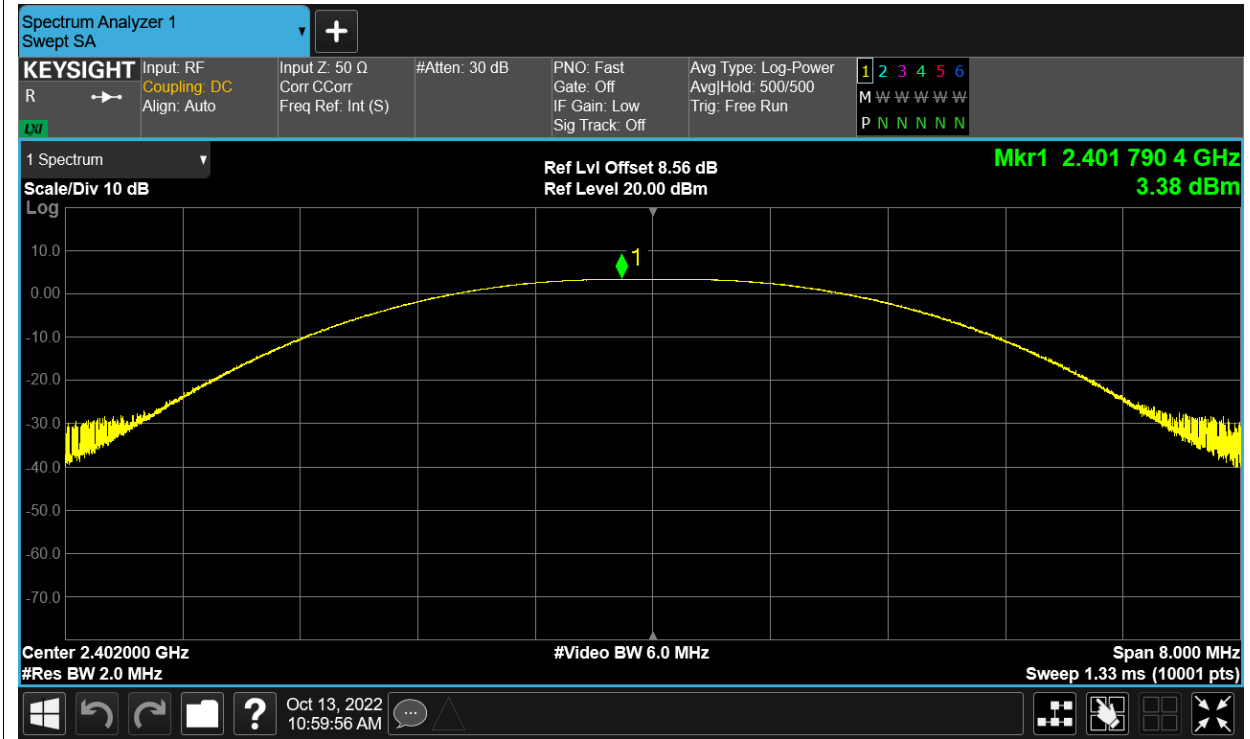 Spectrum Analyzer 1
Swept SA
+
KEYSIGHT
R
LXI
Input: RF
Coupling: DC
Align: Auto
Input Z: 50 Ω
Corr CCorr
Freq Ref: Int (S)
#Atten: 30 dB
PNO: Fast
Gate: Off
IF Gain: Low
Sig Track: Off
Avg Type: Log-Power
Avg|Hold: 500/500
Trig: Free Run
1 2 3 4 5 6
M W W W W W
P N N N N N
1 Spectrum
Scale/Div 10 dB
Ref Lvl Offset 8.56 dB
Ref Level 20.00 dBm
Mkr1 2.401 790 4 GHz
3.38 dBm
Log
1
10.0
0.00
-10.0
-20.0
-30.0
-40.0
-50.0
-60.0
-70.0
Center 2.402000 GHz
#Video BW 6.0 MHz
Span 8.000 MHz
#Res BW 2.0 MHz
Sweep 1.33 ms (10001 pts)
?
Oct 13, 2022
10:59:56 AM